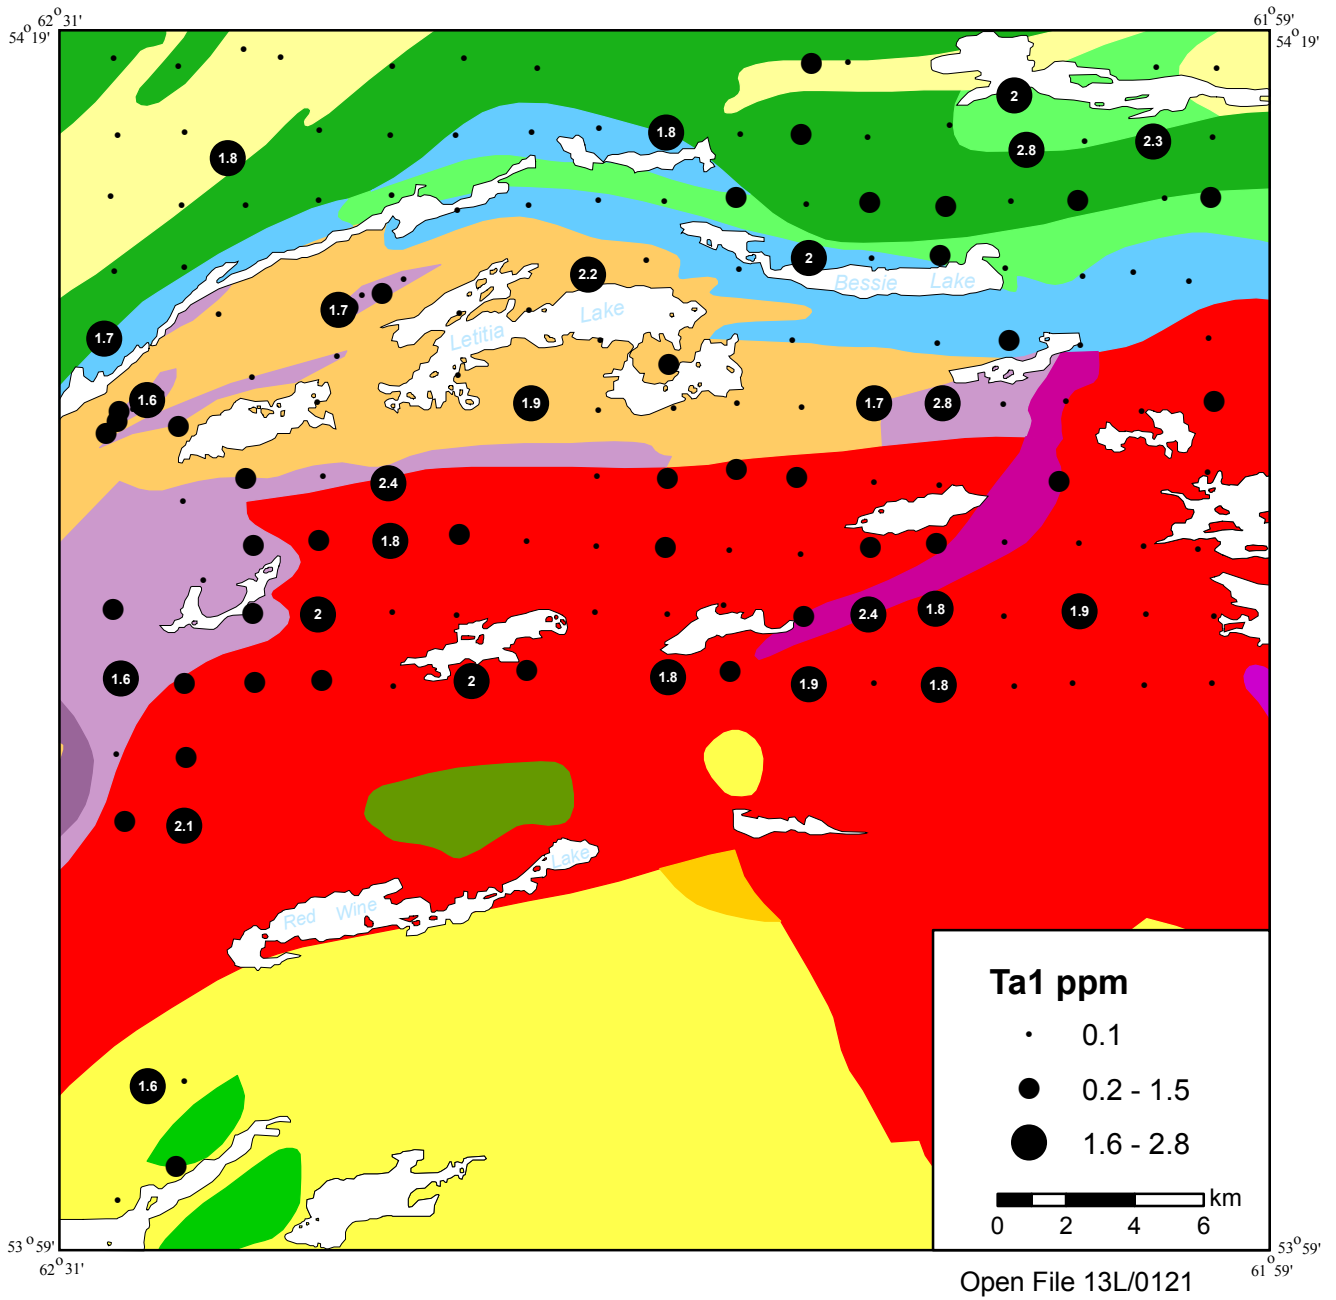 62°31' 61°59'
54°19' 54°19'
2
1.8
1.8 2.8 2.3
2
2.2
Bessie Lake
1.7
Letitia Lake
1.7
1.6 1.9 1.7 2.8
2.4
1.8
2 2.4 1.8 1.9
1.6 2 1.8 1.9 1.8
2.1
Red Wine Lake
Ta1 ppm
0.1
1.6
0.2 - 1.5
1.6 - 2.8
km
0 2 4 6
53°59' 53°59'
62°31' 61°59'
Open File 13L/0121